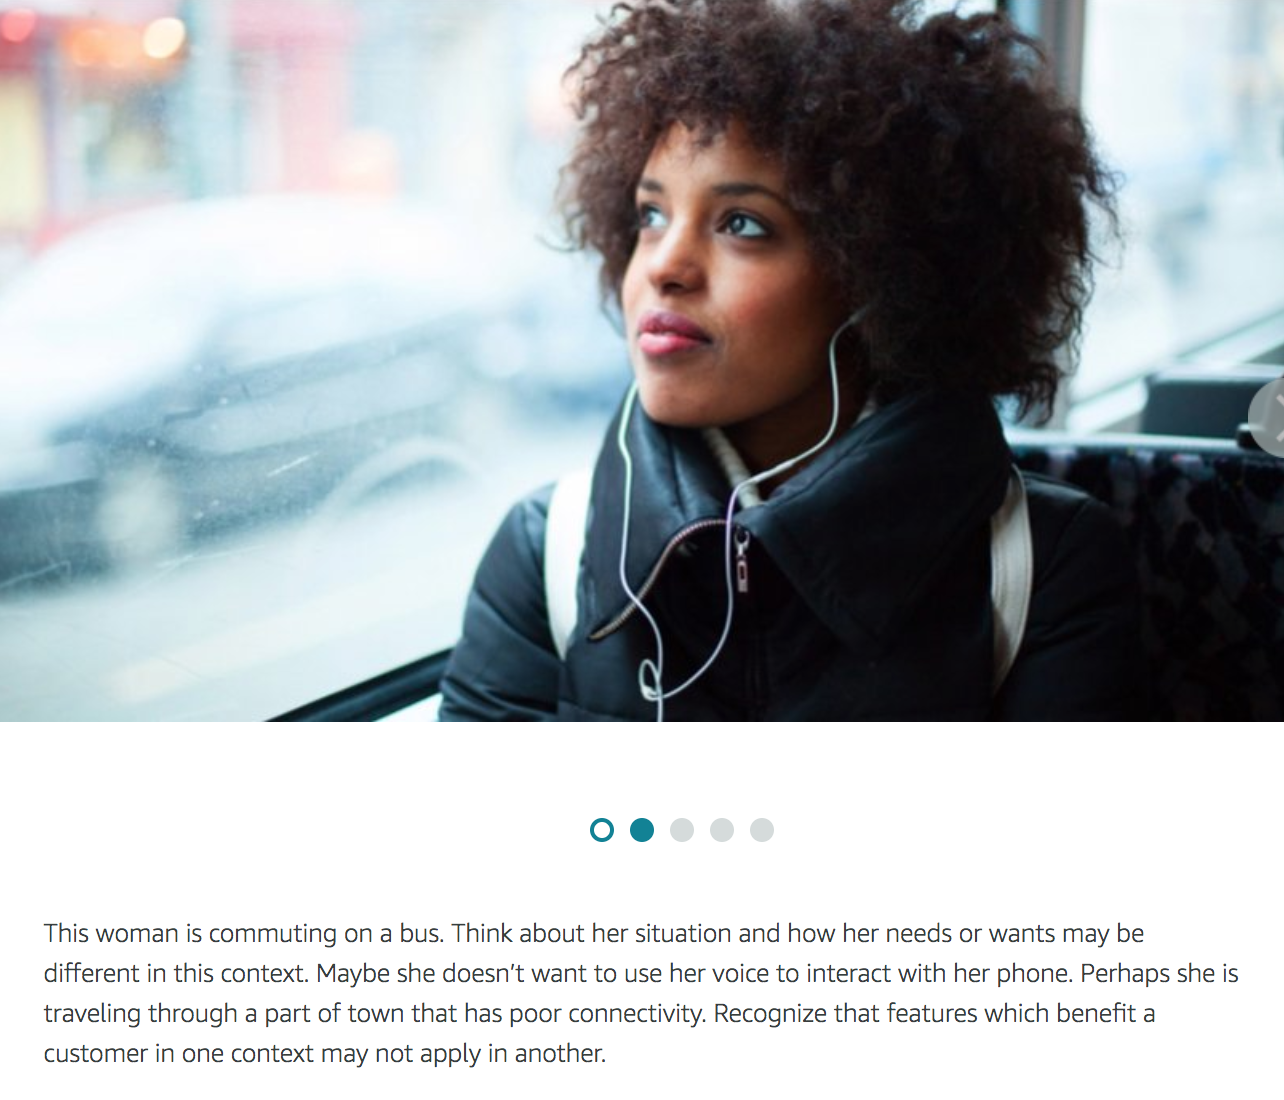 This woman is commuting on a bus. Think about her situation and how her needs or wants may be
different in this context. Maybe she doesn't want to use her voice to interact with her phone. Perhaps she is
traveling through a part of town that has poor connectivity. Recognize that features which benefit a
customer in one context may not apply in another.